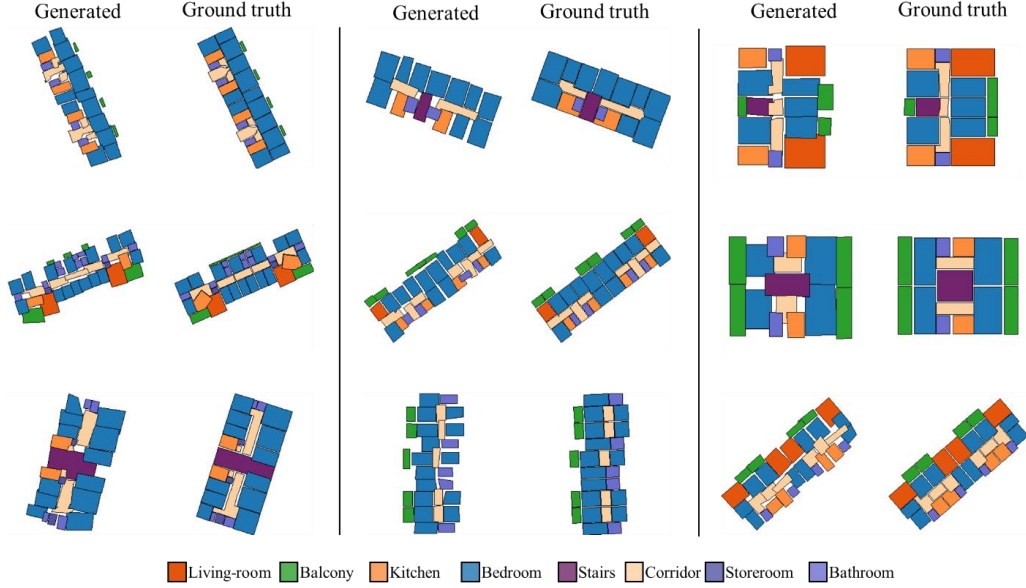 Generated Ground truth Generated Ground truth Generated Ground truth
Living-room Balcony Kitchen Bedroom Stairs Corridor Storeroom Bathroom